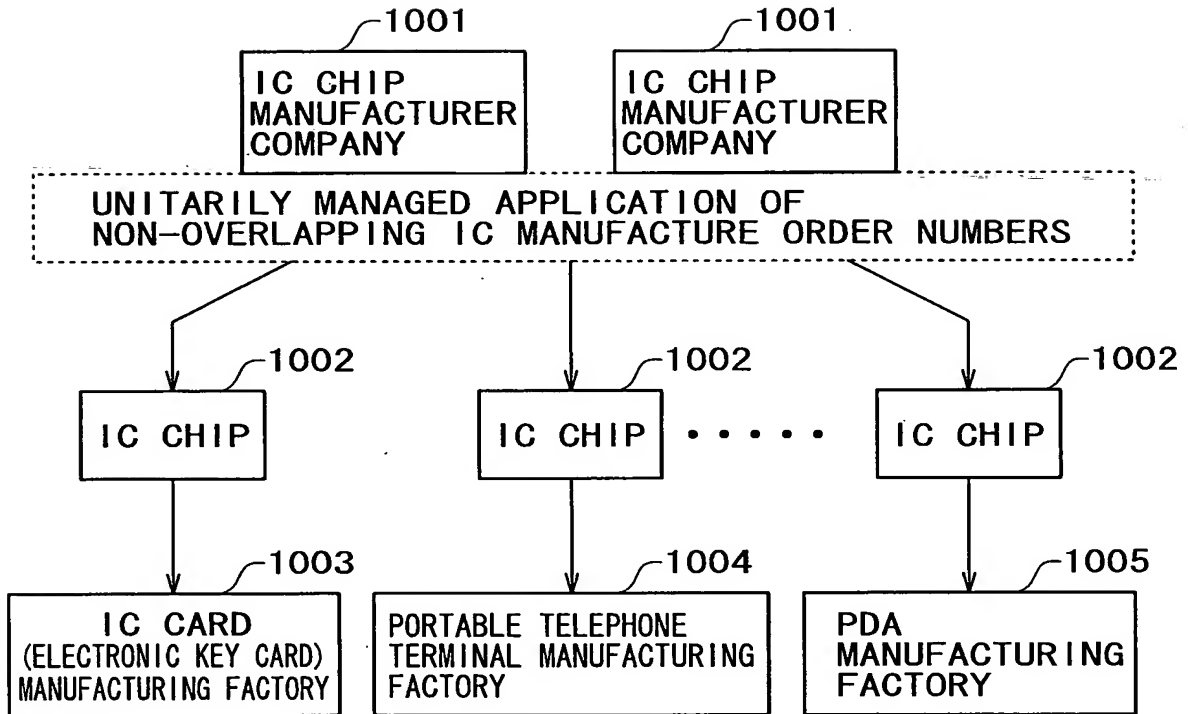 1001
1001
IC CHIP
MANUFACTURER
COMPANY
IC CHIP
MANUFACTURER
COMPANY
UNITARILY MANAGED APPLICATION OF
NON-OVERLAPPING IC MANUFACTURE ORDER NUMBERS
1002
1002
1002
IC CHIP
IC CHIP
IC CHIP
1003
1004
1005
IC CARD
(ELECTRONIC KEY CARD)
MANUFACTURING FACTORY
PORTABLE TELEPHONE
TERMINAL MANUFACTURING
FACTORY
PDA
MANUFACTURING
FACTORY